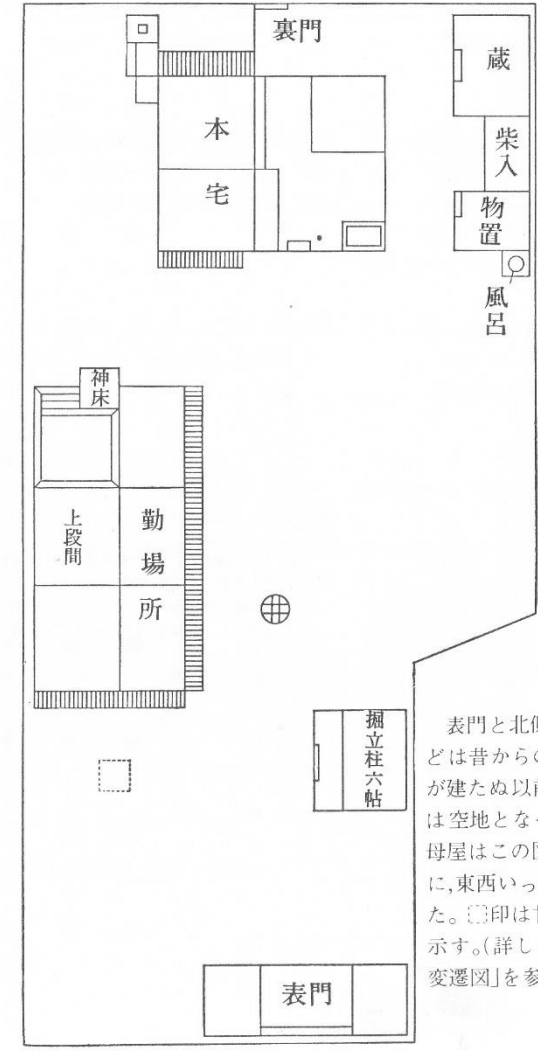 裏門
蔵
本宅
柴入
物置
風呂
神床
上段間
勤場所
掘立柱六帖
表門と北側
どは昔からの
が建たぬ以前
は空地とな
母屋はこの図
に,東西いっ
た。印は
示す。(詳し
変遷図」を参
表門